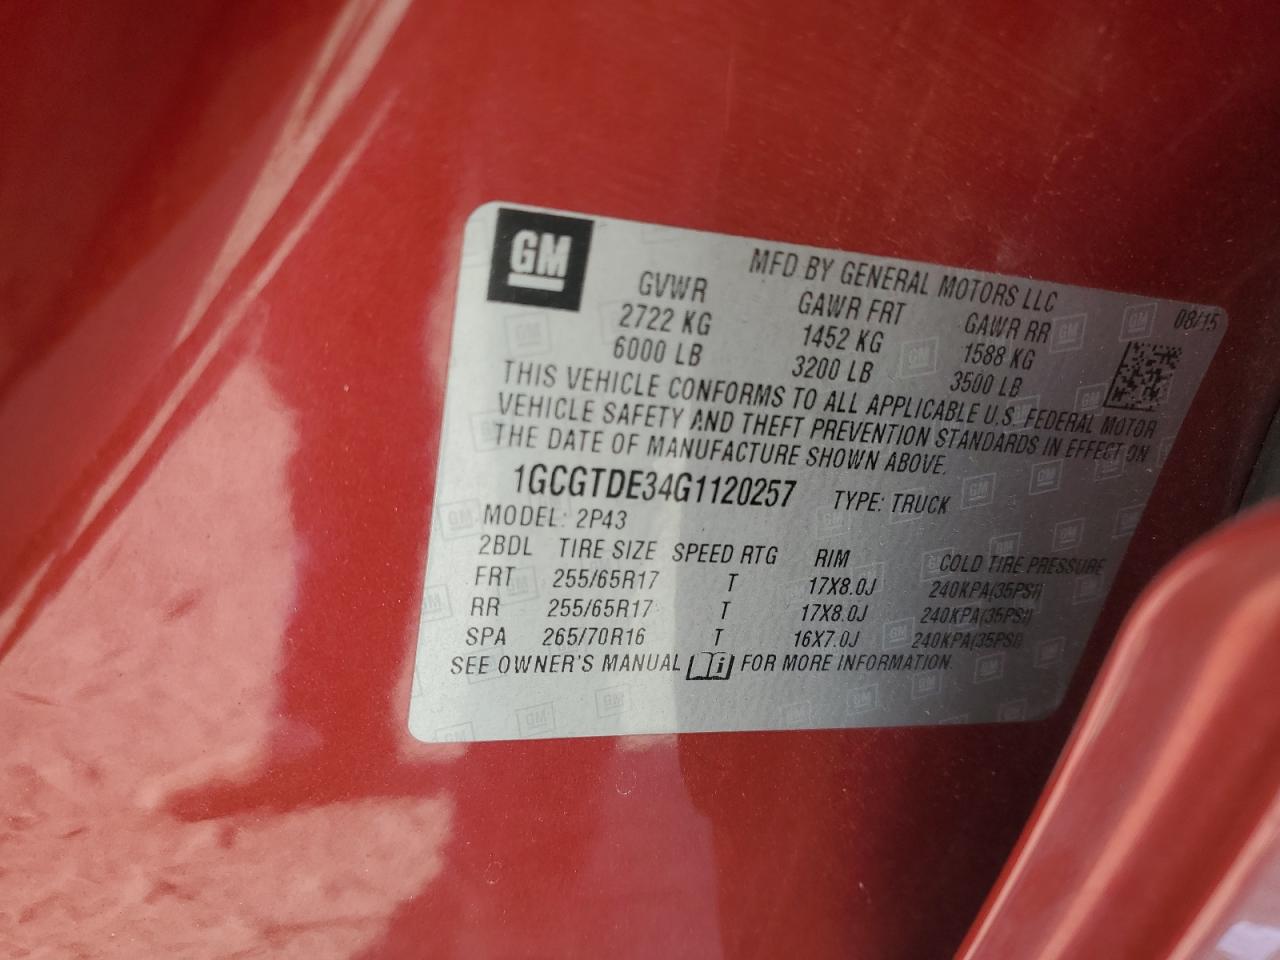 GM
MFD BY GENERAL MOTORS LLC
08/15
GVWR GAWR FRT GAWR RR
2722 KG 1452 KG 1588 KG
6000 LB 3200 LB 3500 LB
THIS VEHICLE CONFORMS TO ALL APPLICABLE U.S. FEDERAL MOTOR
VEHICLE SAFETY AND THEFT PREVENTION STANDARDS IN EFFECT ON
THE DATE OF MANUFACTURE SHOWN ABOVE.
1GCGTDE34G1120257 TYPE: TRUCK
MODEL: 2P43
2BDL TIRE SIZE SPEED RTG RIM COLD TIRE PRESSURE
FRT 255/65R17 T 17X8.0J 240KPA(35PSI)
RR 255/65R17 T 17X8.0J 240KPA(35PSI)
SPA 265/70R16 T 16X7.0J 240KPA(35PSI)
SEE OWNER'S MANUAL i FOR MORE INFORMATION.